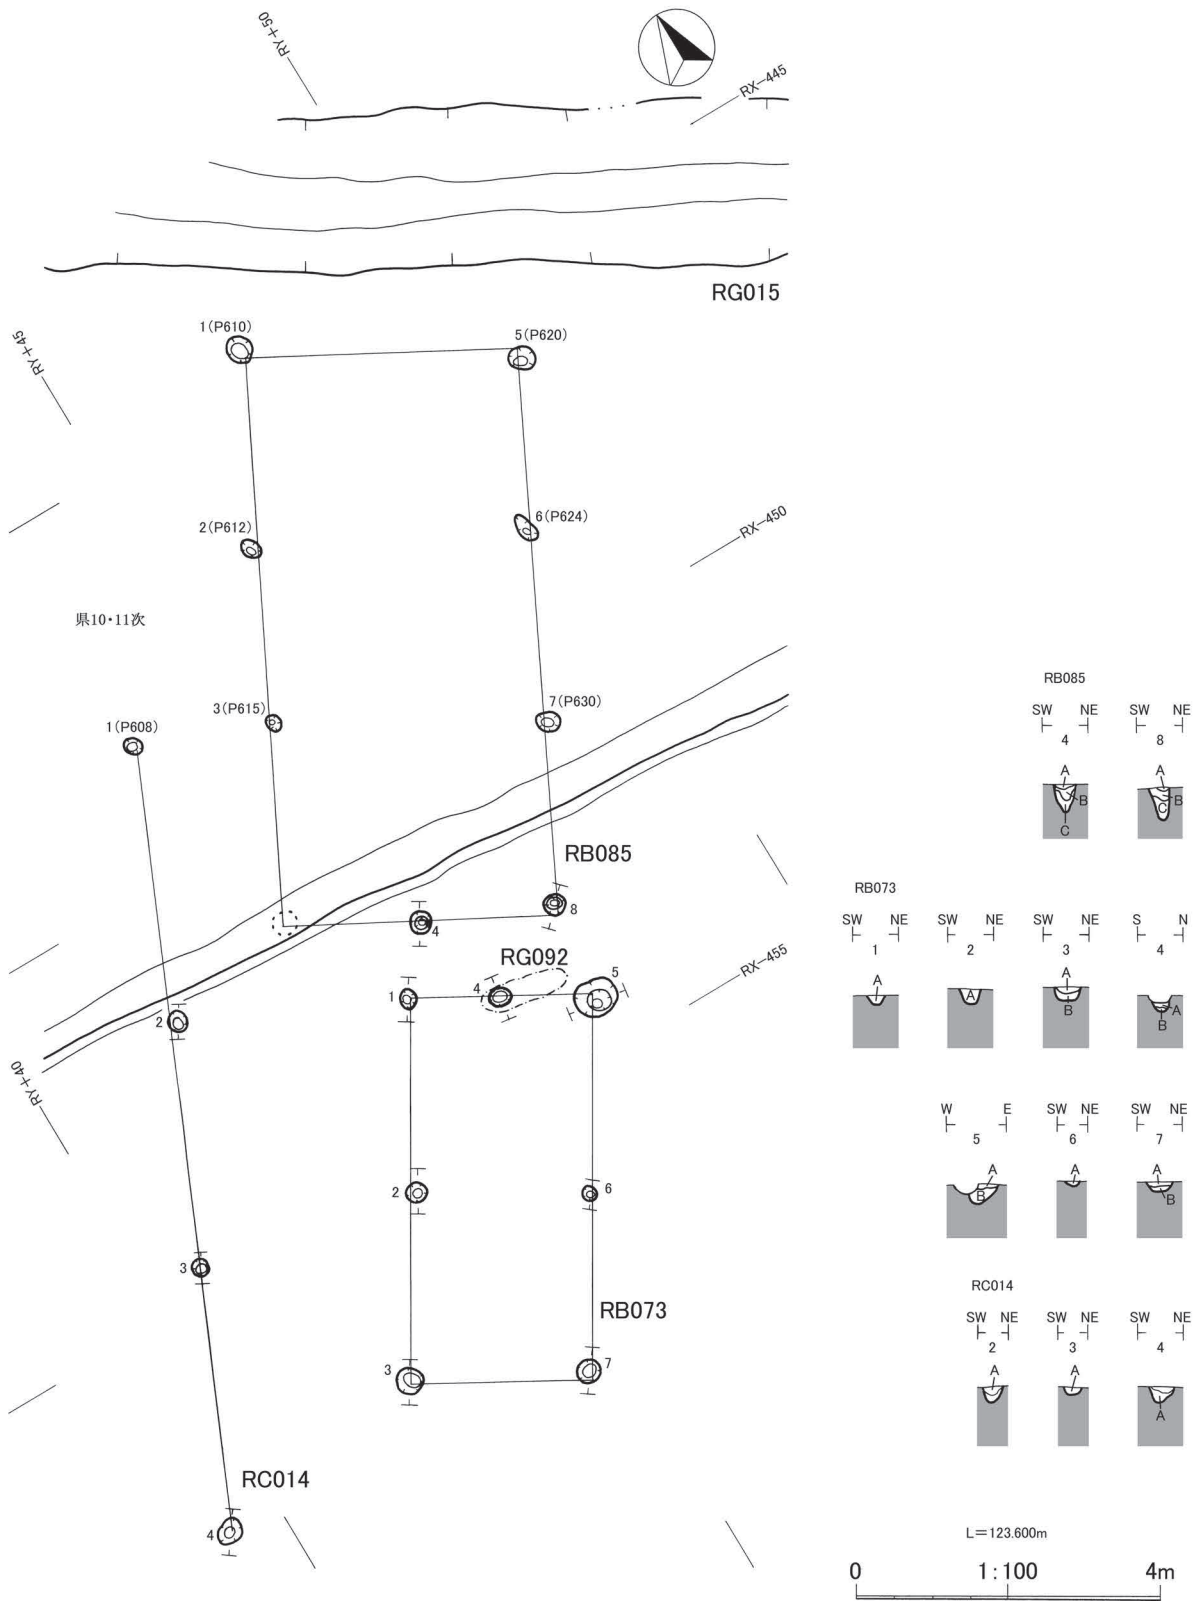 RY+50
RX-445
RG015
1(P610)
5(P620)
RY+45
2(P612)
6(P624)
RX-450
県10・11次
3(P615)
7(P630)
1(P608)
RB085
8
4
RG092
RX-455
5
4
1
2
RY+40
2
6
3
RB073
3
7
RC014
4
RB085
SW NE SW NE
4 8
A A
B B
C C
RB073
SW NE SW NE SW NE S N
1 2 3 4
A A A A
B B
W E SW NE SW NE
5 6 7
A A A
B B
RC014
SW NE SW NE SW NE
2 3 4
A A
A
L=123.600m
0 1:100 4m